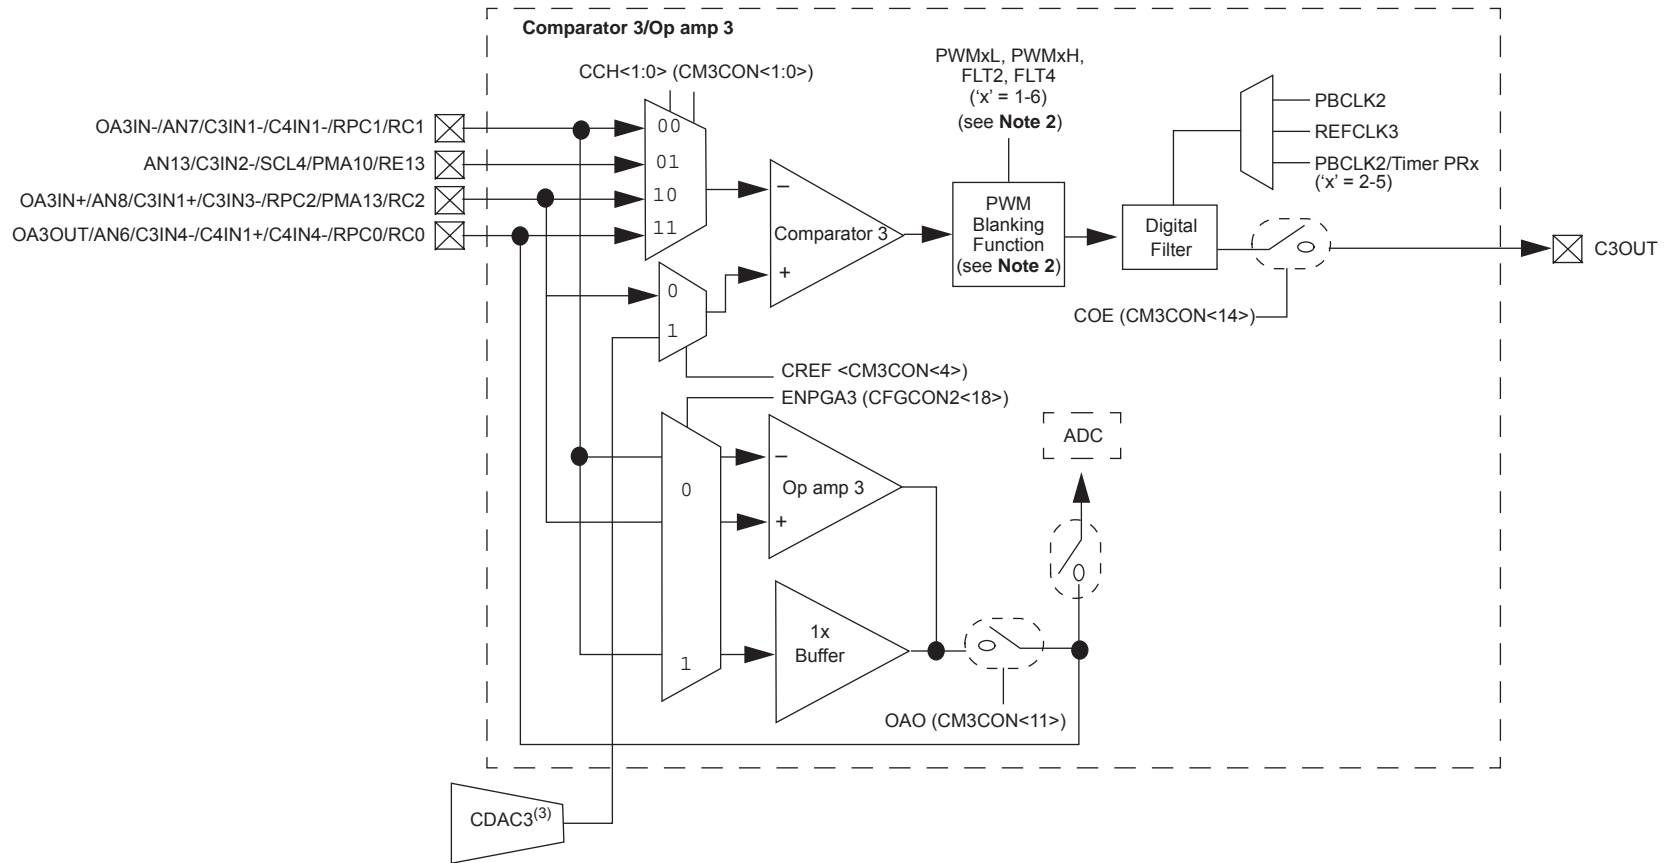 Comparator 3/Op amp 3
CCH<1:0> (CM3CON<1:0>)
PWMxL, PWMxH,
FLT2, FLT4
('x' = 1-6)
(see Note 2)
PBCLK2
REFCLK3
PBCLK2/Timer PRx
('x' = 2-5)
OA3IN-/AN7/C3IN1-/C4IN1-/RPC1/RC1
AN13/C3IN2-/SCL4/PMA10/RE13
OA3IN+/AN8/C3IN1+/C3IN3-/RPC2/PMA13/RC2
OA3OUT/AN6/C3IN4-/C4IN1+/C4IN4-/RPC0/RC0
00
01
10
11
–
Comparator 3
+
PWM
Blanking
Function
(see Note 2)
Digital
Filter
C3OUT
COE (CM3CON<14>)
0
1
CREF <CM3CON<4>)
ENPGA3 (CFGCON2<18>)
ADC
0
1
–
Op amp 3
+
1x
Buffer
OAO (CM3CON<11>)
CDAC3(3)